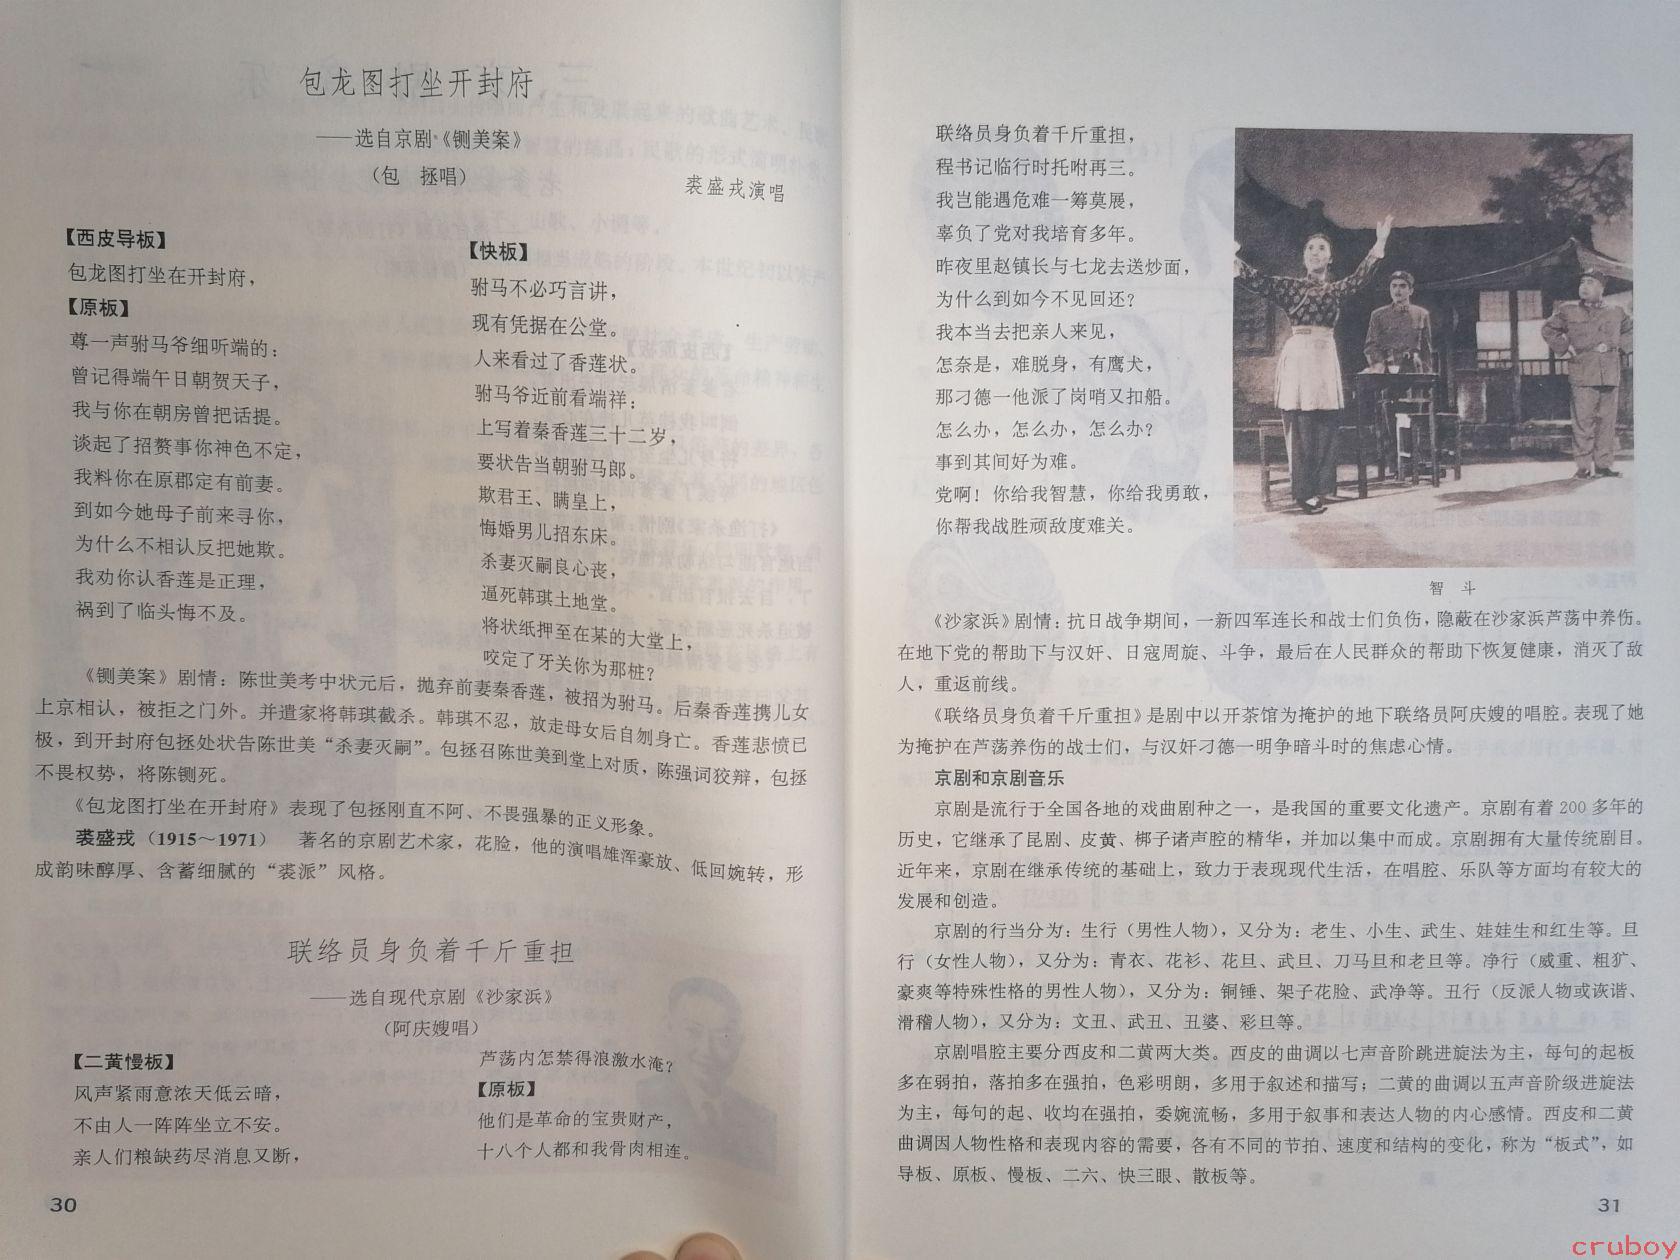 包龙图打坐开封府
——选自京剧《铡美案》
(包 拯唱)
裘盛戎演唱
【西皮导板】
包龙图打坐在开封府,
【原板】
尊一声驸马爷细听端的:
曾记得端午日朝贺天子,
我与你在朝房曾把话提。
谈起了招赘事你神色不定,
我料你在原郡定有前妻。
到如今她母子前来寻你,
为什么不相认反把她欺。
我劝你认香莲是正理,
祸到了临头悔不及。
【快板】
驸马不必巧言讲,
现有凭据在公堂。
人来看过了香莲状。
驸马爷近前看端祥:
上写着秦香莲三十二岁,
要状告当朝驸马郎。
欺君王、瞒皇上,
悔婚男儿招东床。
杀妻灭嗣良心丧,
逼死韩琪土地堂。
将状纸押至在某的大堂上,
咬定了牙关你为那桩?
《铡美案》剧情:陈世美考中状元后,抛弃前妻秦香莲,被招为驸马。后秦香莲携儿女
上京相认,被拒之门外。并遣家将韩琪截杀。韩琪不忍,放走母女后自刎身亡。香莲悲愤已
极,到开封府包拯处状告陈世美“杀妻灭嗣”。包拯召陈世美到堂上对质,陈强词狡辩,包拯
不畏权势,将陈铡死。
《包龙图打坐在开封府》表现了包拯刚直不阿、不畏强暴的正义形象。
裘盛戎(1915～1971) 著名的京剧艺术家,花脸,他的演唱雄浑豪放、低回婉转,形
成韵味醇厚、含蓄细腻的“裘派”风格。
联络员身负着千斤重担
——选自现代京剧《沙家浜》
(阿庆嫂唱)
【二黄慢板】
风声紧雨意浓天低云暗,
不由人一阵阵坐立不安。
亲人们粮缺药尽消息又断,
芦荡内怎禁得浪激水淹?
【原板】
他们是革命的宝贵财产,
十八个人都和我骨肉相连。
30
联络员身负着千斤重担,
程书记临行时托咐再三。
我岂能遇危难一筹莫展,
辜负了党对我培育多年。
昨夜里赵镇长与七龙去送炒面,
为什么到如今不见回还?
我本当去把亲人来见,
怎奈是,难脱身,有鹰犬,
那刁德一他派了岗哨又扣船。
怎么办,怎么办,怎么办?
事到其间好为难。
党啊!你给我智慧,你给我勇敢,
你帮我战胜顽敌度难关。
智 斗
《沙家浜》剧情:抗日战争期间,一新四军连长和战士们负伤,隐蔽在沙家浜芦荡中养伤。
在地下党的帮助下与汉奸、日寇周旋、斗争,最后在人民群众的帮助下恢复健康,消灭了敌
人,重返前线。
《联络员身负着千斤重担》是剧中以开茶馆为掩护的地下联络员阿庆嫂的唱腔。表现了她
为掩护在芦荡养伤的战士们,与汉奸刁德一明争暗斗时的焦虑心情。
京剧和京剧音乐
京剧是流行于全国各地的戏曲剧种之一,是我国的重要文化遗产。京剧有着200多年的
历史,它继承了昆剧、皮黄、梆子诸声腔的精华,并加以集中而成。京剧拥有大量传统剧目。
近年来,京剧在继承传统的基础上,致力于表现现代生活,在唱腔、乐队等方面均有较大的
发展和创造。
京剧的行当分为:生行(男性人物),又分为:老生、小生、武生、娃娃生和红生等。旦
行(女性人物),又分为:青衣、花衫、花旦、武旦、刀马旦和老旦等。净行(威重、粗犷、
豪爽等特殊性格的男性人物),又分为:铜锤、架子花脸、武净等。丑行(反派人物或诙谐、
滑稽人物),又分为:文丑、武丑、丑婆、彩旦等。
京剧唱腔主要分西皮和二黄两大类。西皮的曲调以七声音阶跳进旋法为主,每句的起板
多在弱拍,落拍多在强拍,色彩明朗,多用于叙述和描写;二黄的曲调以五声音阶级进旋法
为主,每句的起、收均在强拍,委婉流畅,多用于叙事和表达人物的内心感情。西皮和二黄
曲调因人物性格和表现内容的需要,各有不同的节拍、速度和结构的变化,称为“板式”,如
导板、原板、慢板、二六、快三眼、散板等。
31
cruboy